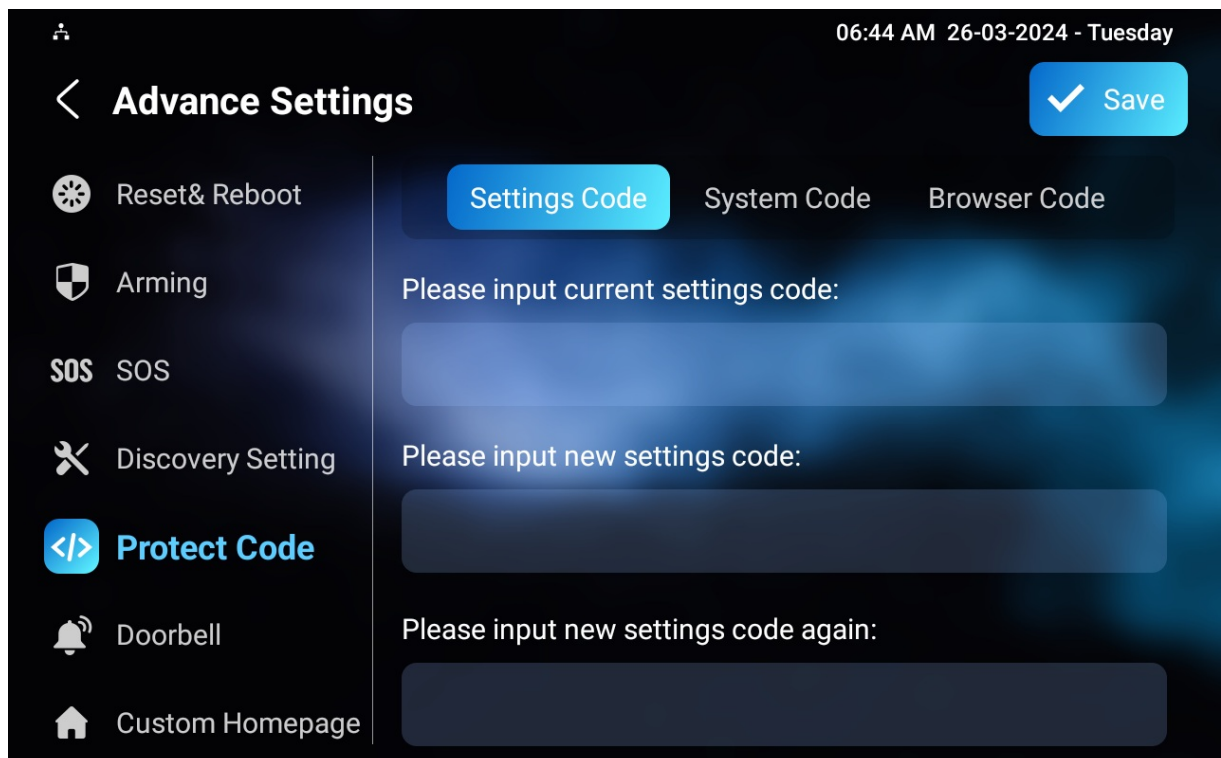 06:44 AM 26-03-2024 - Tuesday
Advance Settings
Save
Reset& Reboot
Arming
SOS SOS
Discovery Setting
</> Protect Code
Doorbell
Custom Homepage
Settings Code System Code Browser Code
Please input current settings code:
Please input new settings code:
Please input new settings code again: